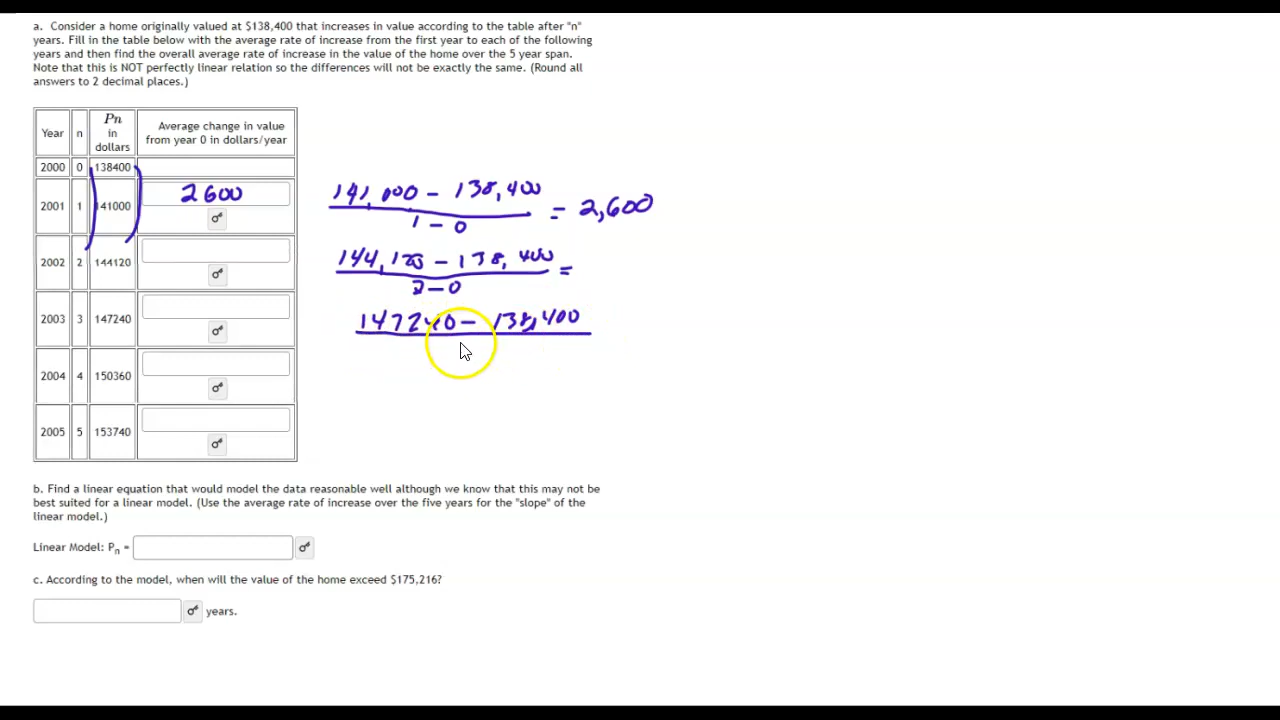 a. Consider a home originally valued at $138,400 that increases in value according to the table after "n"
years. Fill in the table below with the average rate of increase from the first year to each of the following
years and then find the overall average rate of increase in the value of the home over the 5 year span.
Note that this is NOT perfectly linear relation so the differences will not be exactly the same. (Round all
answers to 2 decimal places.)
Year n Pn in dollars Average change in value from year 0 in dollars/year
2000 0 138400
2001 1 141000 2600
2002 2 144120
2003 3 147240
2004 4 150360
2005 5 153740
141,000 - 138,400
1 - 0
= 2,600
144,120 - 138,400
2 - 0
=
147240 - 138,400
b. Find a linear equation that would model the data reasonable well although we know that this may not be
best suited for a linear model. (Use the average rate of increase over the five years for the "slope" of the
linear model.)
Linear Model: Pn =
c. According to the model, when will the value of the home exceed $175,216?
years.